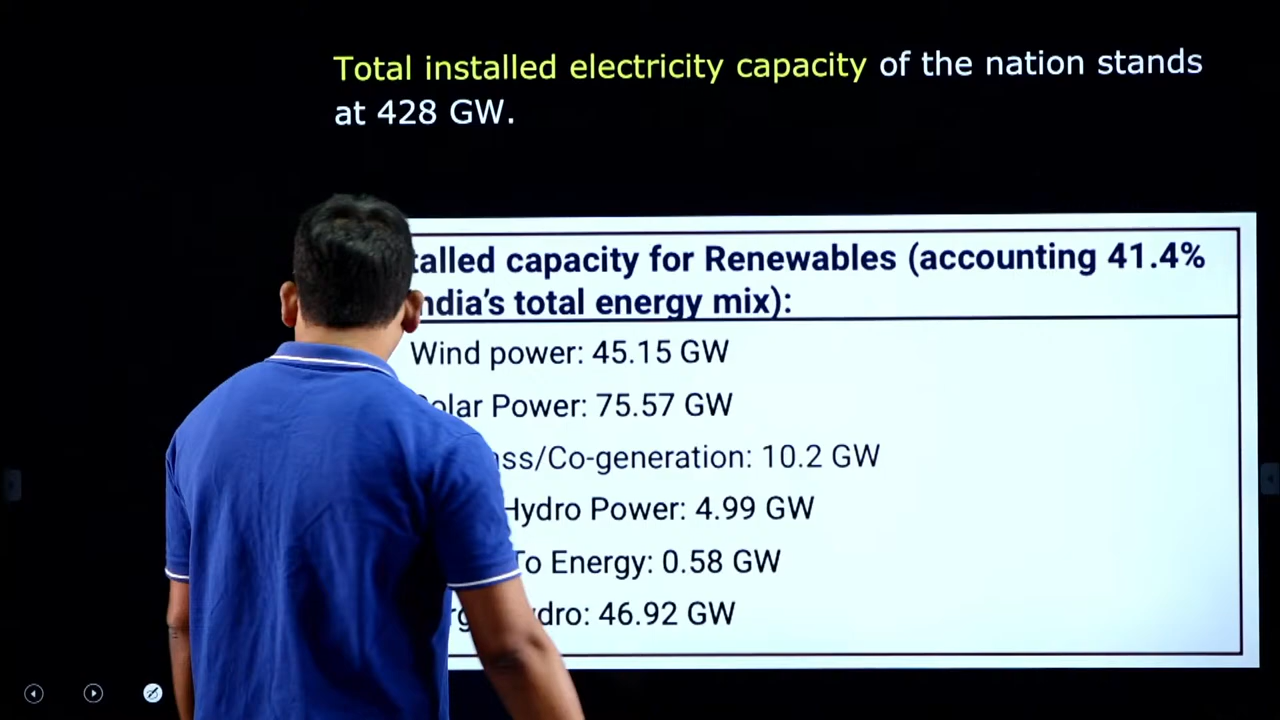 Total installed electricity capacity of the nation stands
at 428 GW.
talled capacity for Renewables (accounting 41.4%
ndia’s total energy mix):
Wind power: 45.15 GW
olar Power: 75.57 GW
ass/Co-generation: 10.2 GW
Hydro Power: 4.99 GW
To Energy: 0.58 GW
dro: 46.92 GW